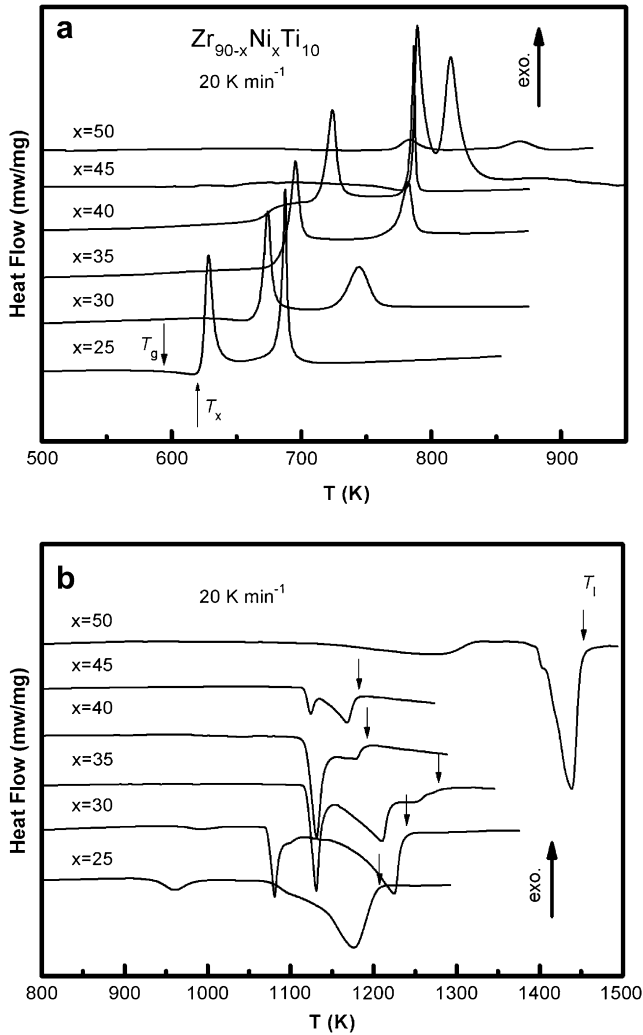 a
Zr90-xNixTi10
20 K min-1
exo.
x=50
x=45
x=40
x=35
x=30
x=25
Tg
Tx
Heat Flow (mw/mg)
500 600 700 800 900
T (K)
b
20 K min-1
Tl
x=50
x=45
x=40
x=35
x=30
x=25
exo.
Heat Flow (mw/mg)
800 900 1000 1100 1200 1300 1400 1500
T (K)